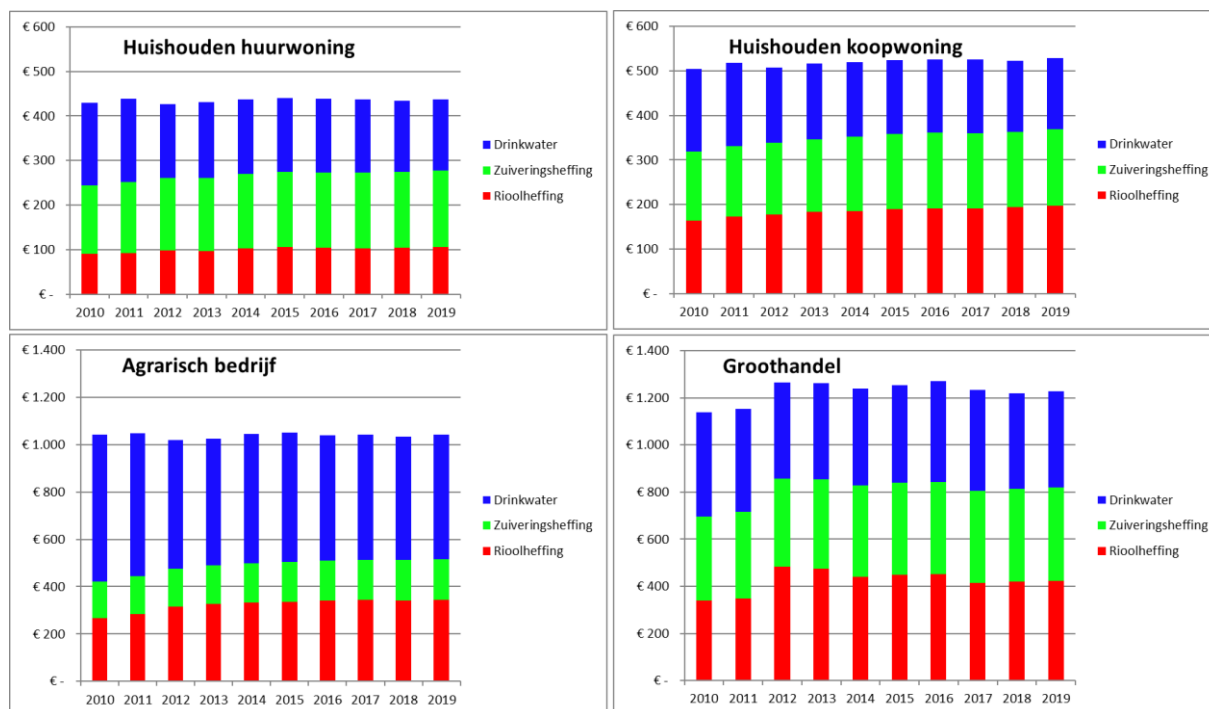 Huishouden huurwoning
€ 600
€ 500
€ 400
€ 300
€ 200
€ 100
€ -
2010 2011 2012 2013 2014 2015 2016 2017 2018 2019
Drinkwater
Zuiveringsheffing
Rioolheffing
Huishouden koopwoning
€ 600
€ 500
€ 400
€ 300
€ 200
€ 100
€ -
2010 2011 2012 2013 2014 2015 2016 2017 2018 2019
Drinkwater
Zuiveringsheffing
Rioolheffing
Agrarisch bedrijf
€ 1.400
€ 1.200
€ 1.000
€ 800
€ 600
€ 400
€ 200
€ -
2010 2011 2012 2013 2014 2015 2016 2017 2018 2019
Drinkwater
Zuiveringsheffing
Rioolheffing
Groothandel
€ 1.400
€ 1.200
€ 1.000
€ 800
€ 600
€ 400
€ 200
€ -
2010 2011 2012 2013 2014 2015 2016 2017 2018 2019
Drinkwater
Zuiveringsheffing
Rioolheffing